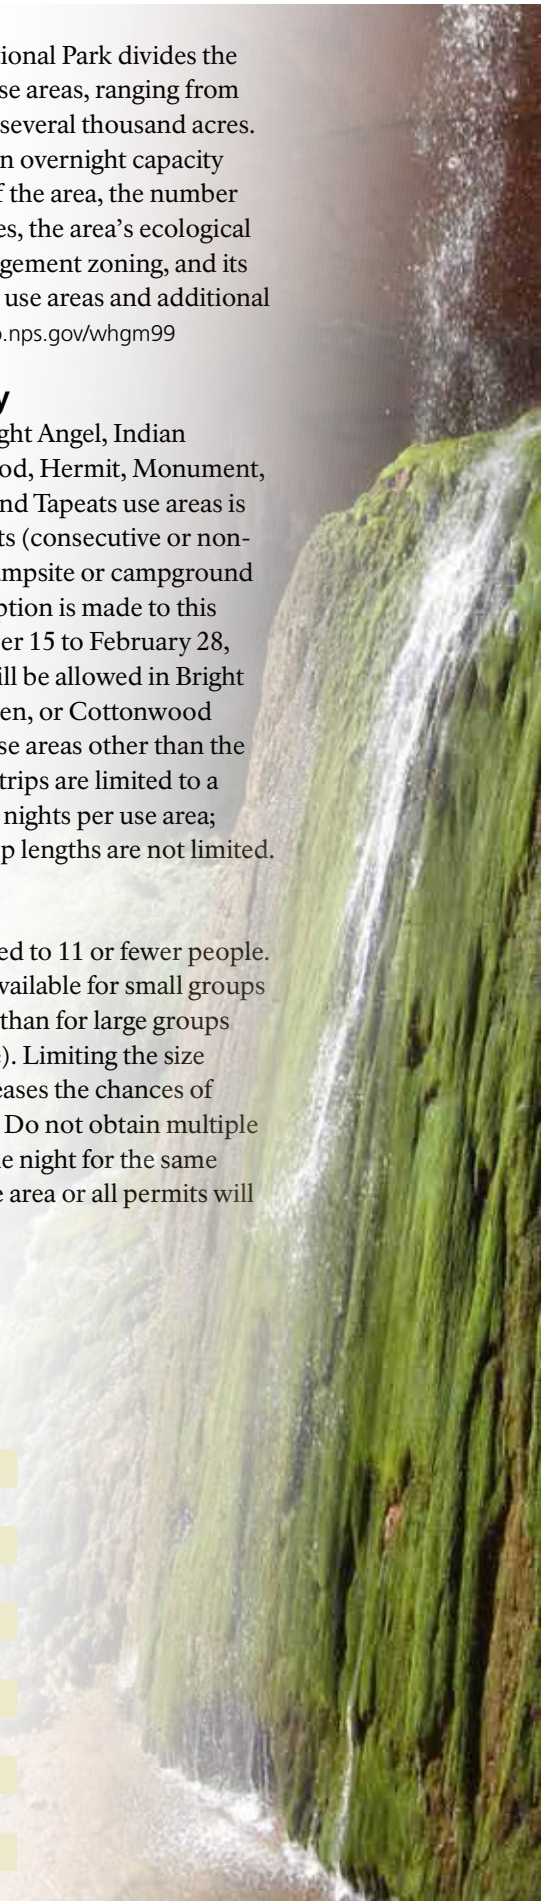 ional Park divides the
se areas, ranging from
several thousand acres.
n overnight capacity
f the area, the number
es, the area’s ecological
gement zoning, and its
use areas and additional
o.nps.gov/whgm99
y
ght Angel, Indian
od, Hermit, Monument,
nd Tapeats use areas is
ts (consecutive or non-
ampsite or campground
ption is made to this
er 15 to February 28,
ill be allowed in Bright
en, or Cottonwood
se areas other than the
trips are limited to a
nights per use area;
p lengths are not limited.
ed to 11 or fewer people.
vailable for small groups
than for large groups
e). Limiting the size
eases the chances of
Do not obtain multiple
e night for the same
e area or all permits will